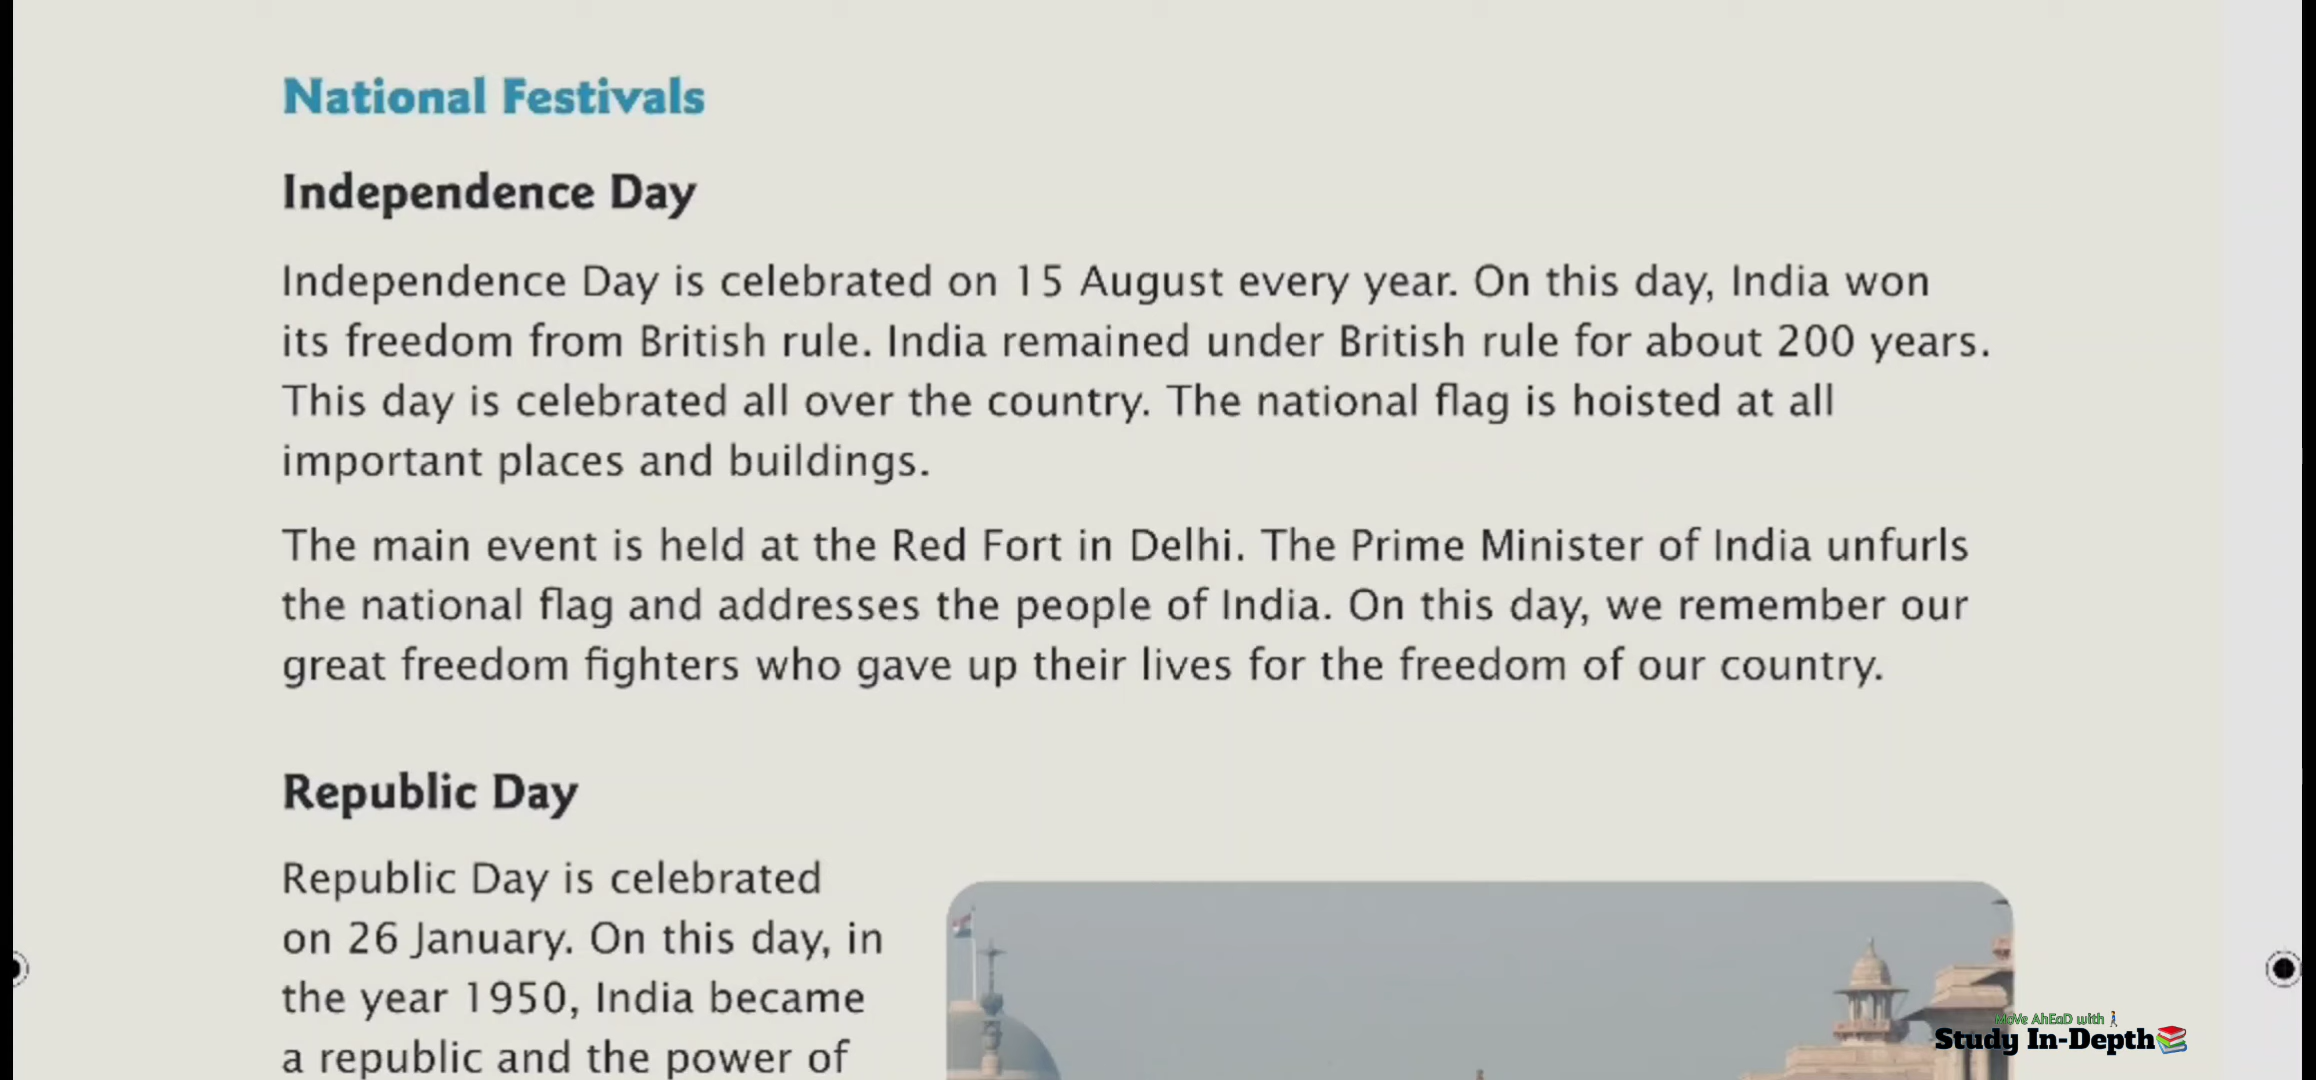 National Festivals
Independence Day
Independence Day is celebrated on 15 August every year. On this day, India won
its freedom from British rule. India remained under British rule for about 200 years.
This day is celebrated all over the country. The national flag is hoisted at all
important places and buildings.
The main event is held at the Red Fort in Delhi. The Prime Minister of India unfurls
the national flag and addresses the people of India. On this day, we remember our
great freedom fighters who gave up their lives for the freedom of our country.
Republic Day
Republic Day is celebrated
on 26 January. On this day, in
the year 1950, India became
a republic and the power of
MoVe AhEaD with
Study In-Depth